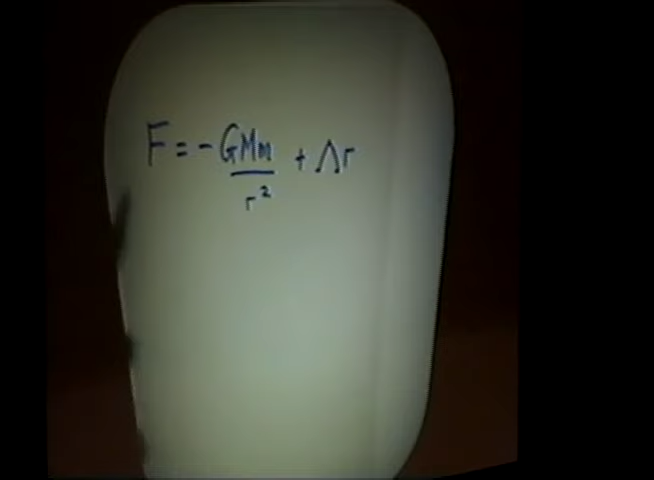 F = - GMm/r² + Λr